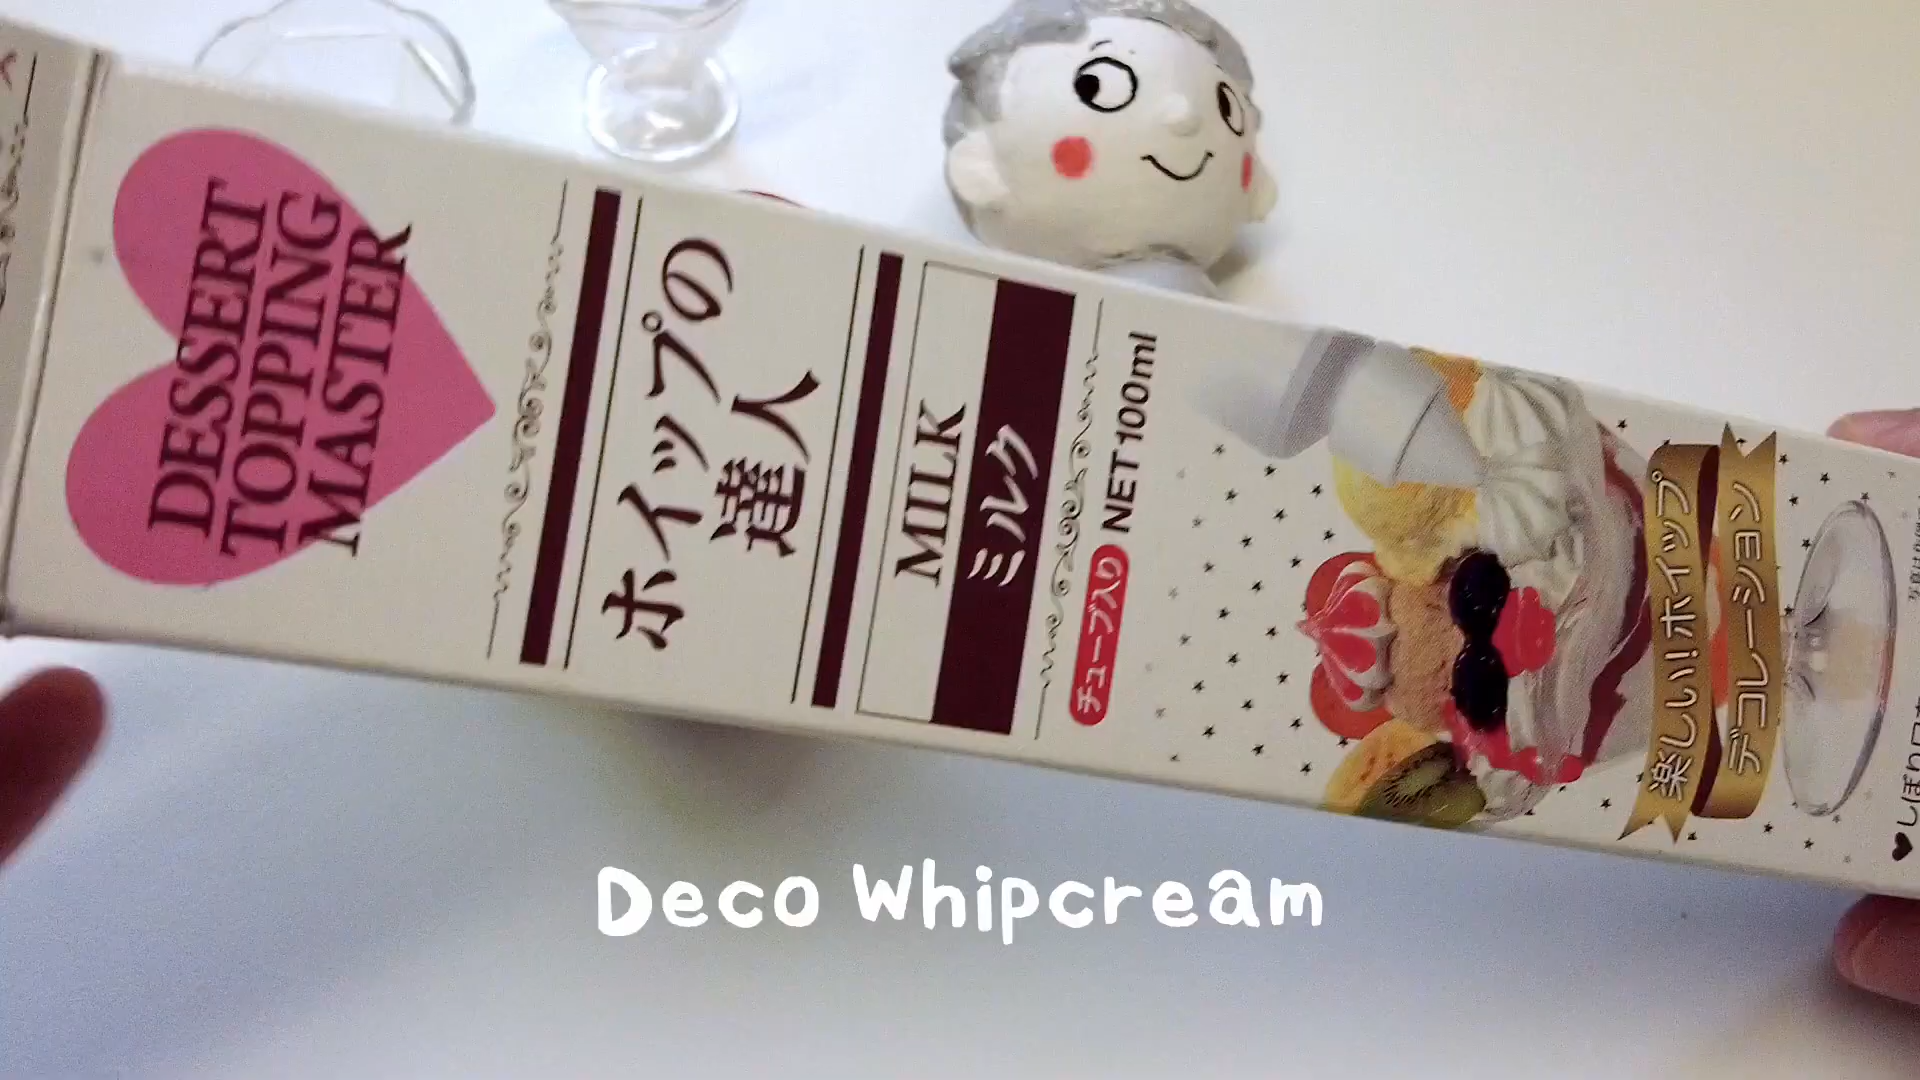 DESSERT
TOPPING
MASTER
ホイップの
達人
MILK
ミルク
チューブ入り NET100ml
楽しい!ホイップ
デコレーション
Deco Whipcream